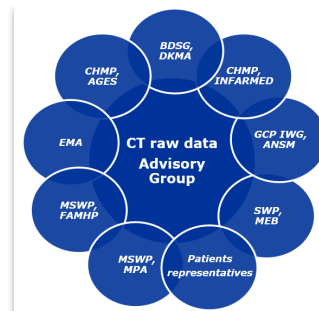 BDSG,
DKMA
CHMP,
INFARMED
GCP IWG,
ANSM
SWP,
MEB
Patients
representatives
MSWP,
MPA
MSWP,
FAMHP
EMA
CHMP,
AGES
CT raw data
Advisory
Group